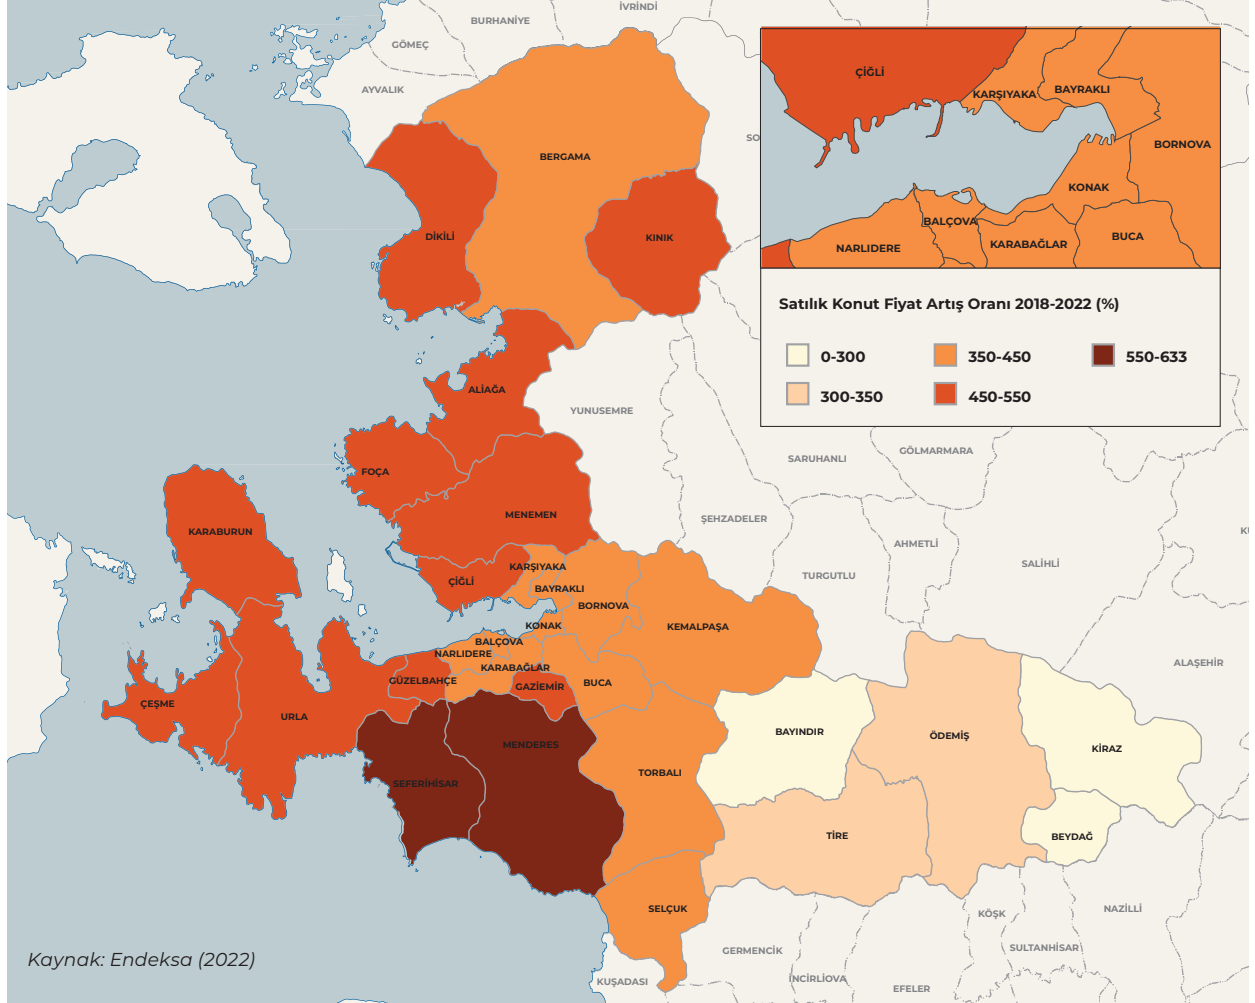 İVRİNDİ
BURHANİYE
GÖMEÇ
AYVALIK
BERGAMA
SO
DİKİLİ
KINIK
ÇİĞLİ
KARŞIYAKA
BAYRAKLI
BORNOVA
KONAK
BALÇOVA
NARLIDERE
KARABAĞLAR
BUCA
Satılık Konut Fiyat Artış Oranı 2018-2022 (%)
0-300
350-450
550-633
300-350
450-550
ALİAĞA
YUNUSEMRE
SARUHANLI
GÖLMARMARA
FOÇA
MENEMEN
ŞEHZADELER
KARABURUN
AHMETLİ
SALİHLİ
KU
TURGUTLU
KARŞIYAKA
ÇİĞLİ
BAYRAKLI
BORNOVA
KONAK
KEMALPAŞA
BALÇOVA
NARLIDERE
KARABAĞLAR
ALAŞEHİR
GÜZELBAHÇE
GAZİEMİR
BUCA
ÇEŞME
URLA
MENDERES
BAYINDIR
ÖDEMİŞ
KİRAZ
SEFERİHİSAR
TORBALI
TİRE
BEYDAĞ
SELÇUK
KÖŞK
NAZİLLİ
GERMENCİK
SULTANHİSAR
Kaynak: Endeksa (2022)
KUŞADASI
İNCİRLİOVA
EFELER